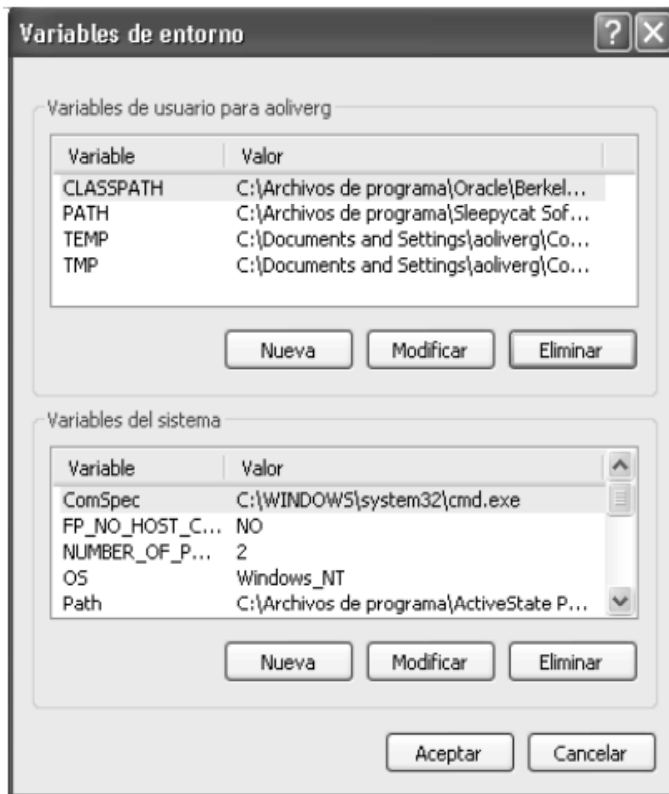 Variables de entorno
Variables de usuario para aoliverg
Variable Valor
CLASSPATH C:\Archivos de programa\Oracle\Berkel...
PATH C:\Archivos de programa\Sleepycat Sof...
TEMP C:\Documents and Settings\aoliverg\Co...
TMP C:\Documents and Settings\aoliverg\Co...
Nueva Modificar Eliminar
Variables del sistema
Variable Valor
ComSpec C:\WINDOWS\system32\cmd.exe
FP_NO_HOST_C... NO
NUMBER_OF_P... 2
OS Windows_NT
Path C:\Archivos de programa\ActiveState P...
Nueva Modificar Eliminar
Aceptar Cancelar